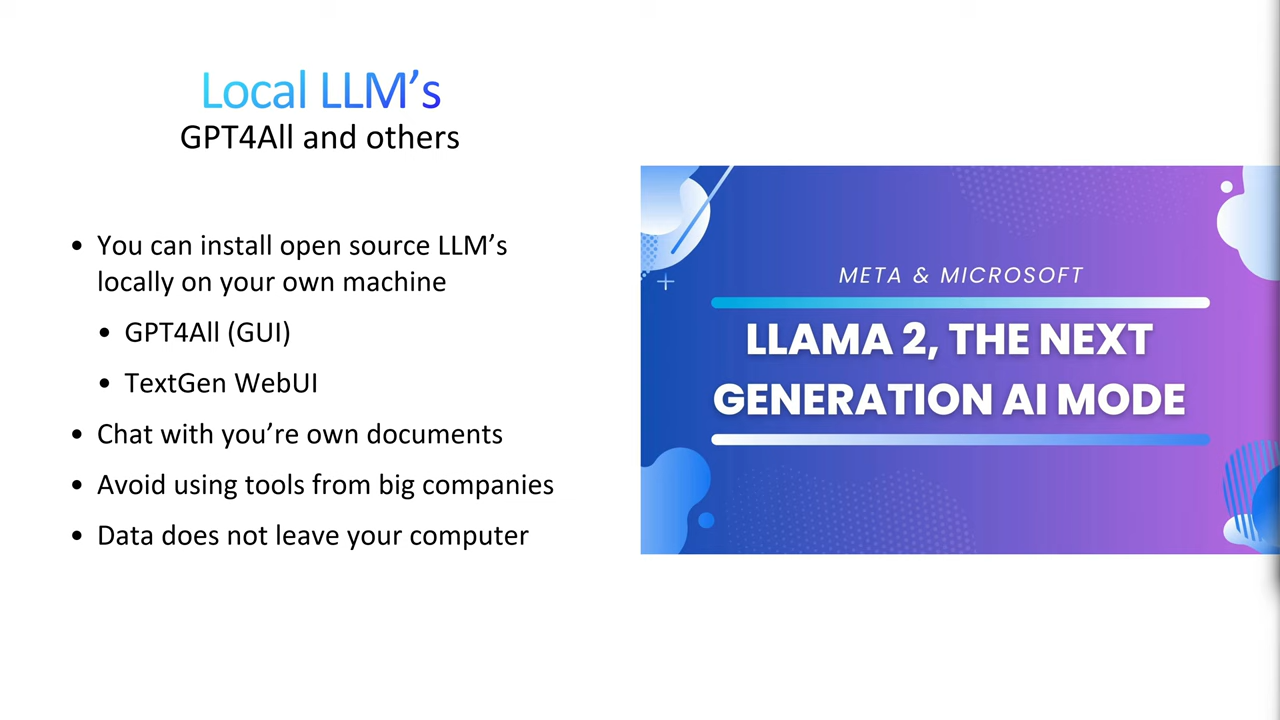 Local LLM’s
GPT4All and others
• You can install open source LLM’s
locally on your own machine
• GPT4All (GUI)
• TextGen WebUI
• Chat with you’re own documents
• Avoid using tools from big companies
• Data does not leave your computer
META & MICROSOFT
LLAMA 2, THE NEXT
GENERATION AI MODE